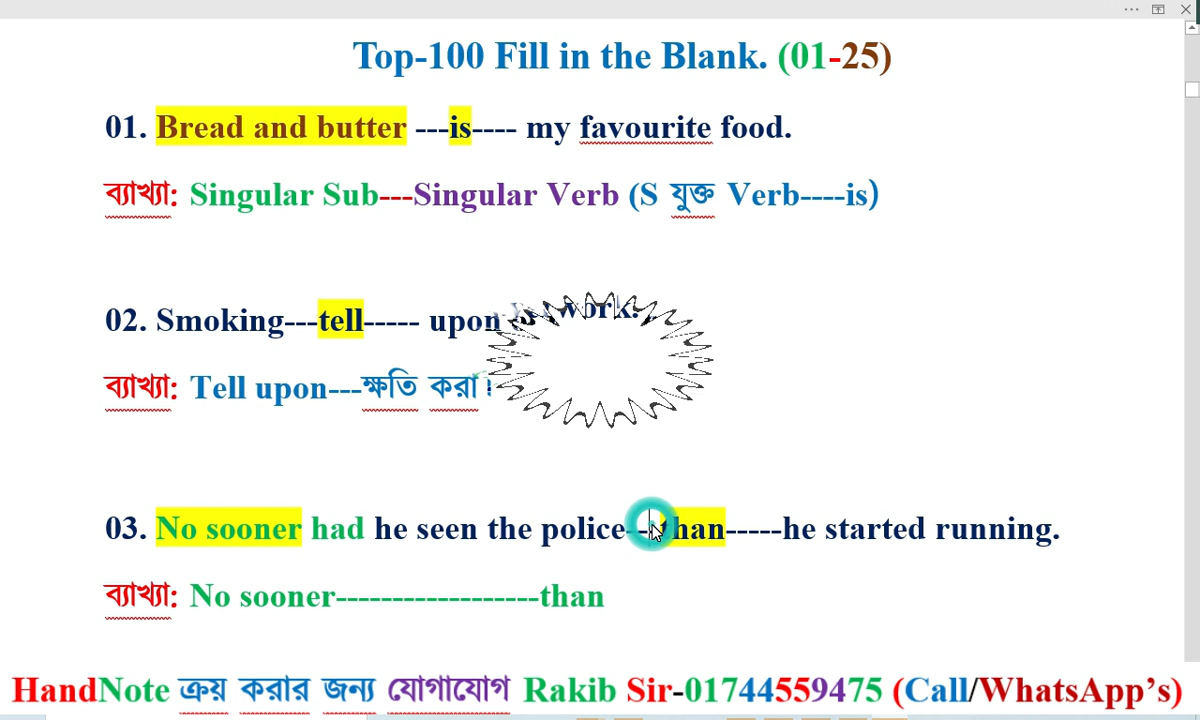 Top-100 Fill in the Blank. (01-25)
01. Bread and butter ---is---- my favourite food.
ব্যাখ্যা: Singular Sub---Singular Verb (S যুক্ত Verb----is)
02. Smoking---tell----- upon work.
ব্যাখ্যা: Tell upon---ক্ষতি করা।
03. No sooner had he seen the police---than-----he started running.
ব্যাখ্যা: No sooner------------------than
HandNote ক্রয় করার জন্য যোগাযোগ Rakib Sir-01744559475 (Call/WhatsApp’s)